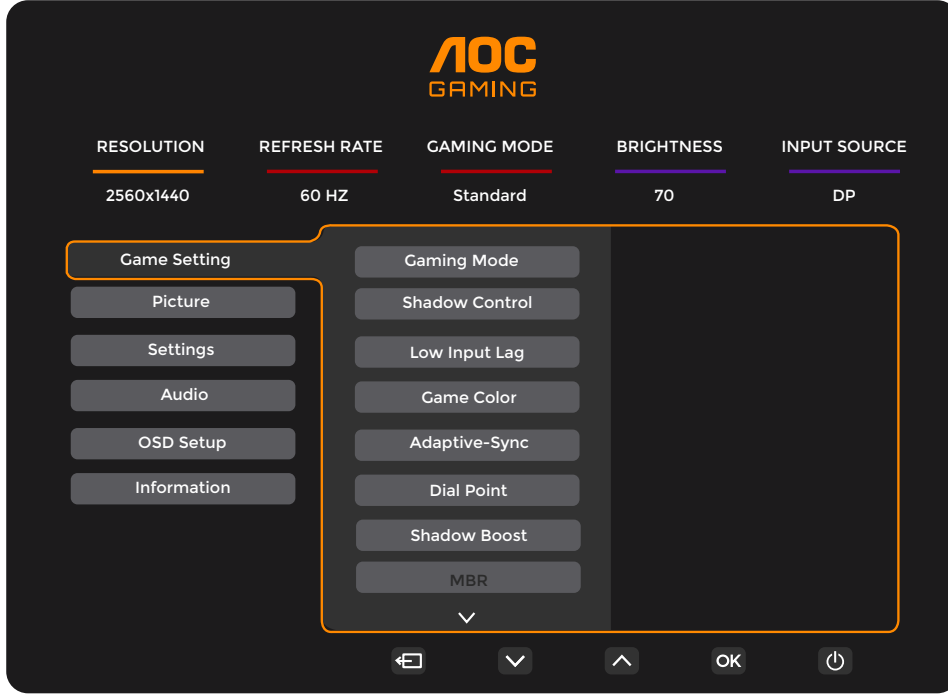 AOC
GAMING
RESOLUTION REFRESH RATE GAMING MODE BRIGHTNESS INPUT SOURCE
2560x1440 60 HZ Standard 70 DP
Game Setting
Picture
Settings
Audio
OSD Setup
Information
Gaming Mode
Shadow Control
Low Input Lag
Game Color
Adaptive-Sync
Dial Point
Shadow Boost
MBR
OK